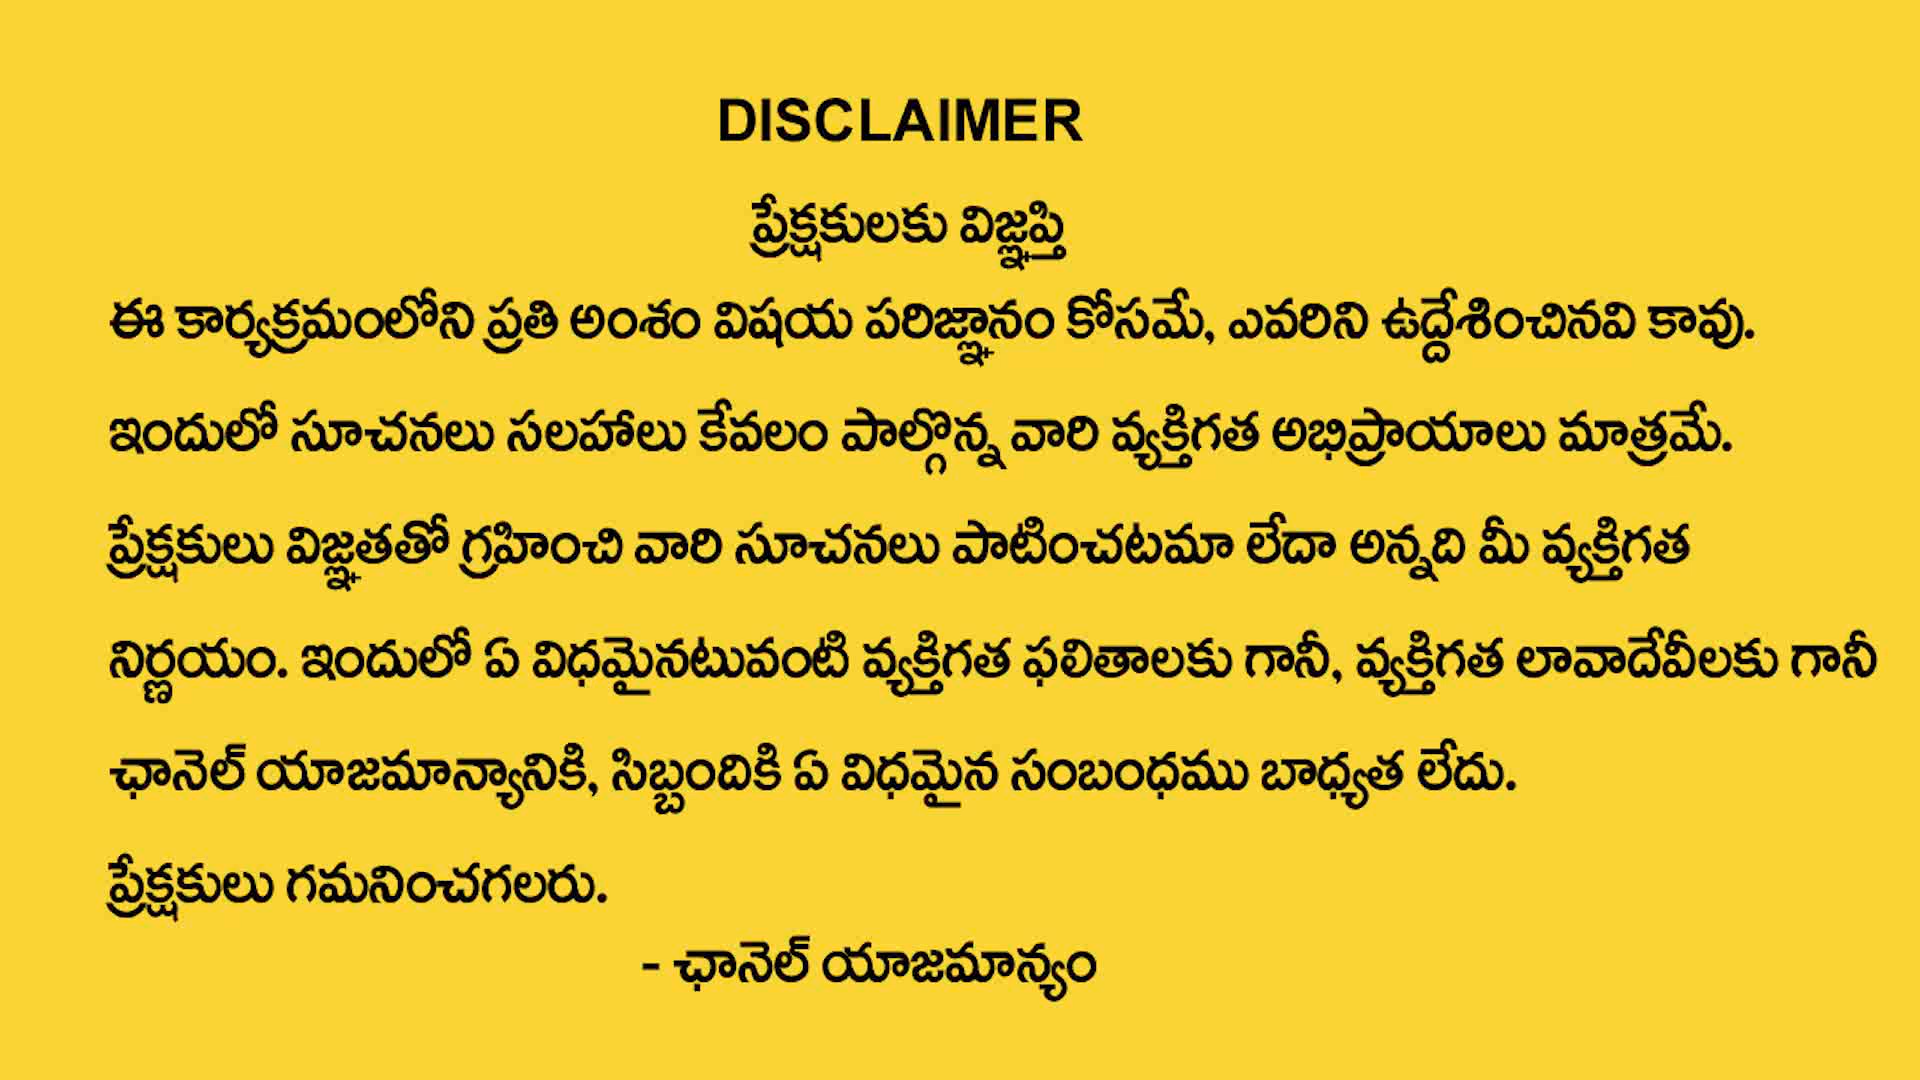 DISCLAIMER
ప్రేక్షకులకు విజ్ఞప్తి
ఈ కార్యక్రమంలోని ప్రతి అంశం విషయ పరిజ్ఞానం కోసమే, ఎవరిని ఉద్దేశించినవి కావు.
ఇందులో సూచనలు సలహాలు కేవలం పాల్గొన్న వారి వ్యక్తిగత అభిప్రాయాలు మాత్రమే.
ప్రేక్షకులు విజ్ఞతతో గ్రహించి వారి సూచనలు పాటించటమా లేదా అన్నది మీ వ్యక్తిగత
నిర్ణయం. ఇందులో ఏ విధమైనటువంటి వ్యక్తిగత ఫలితాలకు గానీ, వ్యక్తిగత లావాదేవీలకు గానీ
ఛానెల్ యాజమాన్యానికి, సిబ్బందికి ఏ విధమైన సంబంధము బాధ్యత లేదు.
ప్రేక్షకులు గమనించగలరు.
- ఛానెల్ యాజమాన్యం